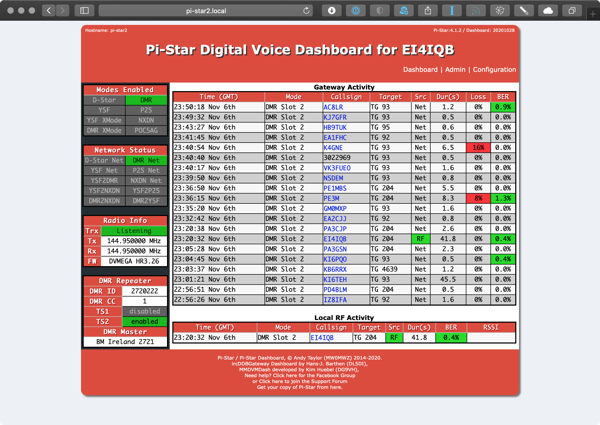 pi-star2.local
Hostname: pi-star2
Pi-Star:4.1.2 / Dashboard: 20201028
Pi-Star Digital Voice Dashboard for EI4IQB
Dashboard | Admin | Configuration
Modes Enabled
D-Star DMR
YSF P25
YSF XMode NXDN
DMR XMode POCSAG
Network Status
D-Star Net DMR Net
YSF Net P25 Net
YSF2DMR NXDN Net
YSF2NXDN YSF2P25
DMR2NXDN DMR2YSF
Radio Info
Trx Listening
Tx 144.950000 MHz
Rx 144.950000 MHz
FW DVMEGA HR3.26
DMR Repeater
DMR ID 2720222
DMR CC 1
TS1 disabled
TS2 enabled
DMR Master
BM Ireland 2721
Gateway Activity
Time (GMT) Mode Callsign Target Src Dur(s) Loss BER
23:50:18 Nov 6th DMR Slot 2 AC8LR TG 93 Net 1.2 0% 0.9%
23:49:32 Nov 6th DMR Slot 2 KJ7GFR TG 93 Net 0.5 0% 0.0%
23:43:27 Nov 6th DMR Slot 2 HB9TUK TG 95 Net 0.6 0% 0.0%
23:41:45 Nov 6th DMR Slot 2 EA1FHC TG 92 Net 0.5 0% 0.0%
23:40:54 Nov 6th DMR Slot 2 K4GNE TG 93 Net 6.5 16% 0.0%
23:40:40 Nov 6th DMR Slot 2 3022969 TG 93 Net 0.5 0% 0.0%
23:40:17 Nov 6th DMR Slot 2 VK3FUEO TG 93 Net 1.6 0% 0.0%
23:39:50 Nov 6th DMR Slot 2 N5DEM TG 93 Net 0.8 0% 0.0%
23:36:50 Nov 6th DMR Slot 2 PE1MBS TG 204 Net 5.5 0% 0.0%
23:36:15 Nov 6th DMR Slot 2 PE3M TG 204 Net 8.3 8% 1.3%
23:35:20 Nov 6th DMR Slot 2 GM0MXP TG 93 Net 1.6 0% 0.0%
23:32:42 Nov 6th DMR Slot 2 EA2CJJ TG 92 Net 0.8 0% 0.0%
23:20:38 Nov 6th DMR Slot 2 PA3CJP TG 204 Net 2.6 0% 0.0%
23:20:32 Nov 6th DMR Slot 2 EI4IQB TG 204 RF 41.8 0% 0.4%
23:05:28 Nov 6th DMR Slot 2 PA3GSN TG 204 Net 2.3 0% 0.0%
23:04:45 Nov 6th DMR Slot 2 KI6PQO TG 93 Net 0.5 0% 0.4%
23:03:37 Nov 6th DMR Slot 2 KB6RRX TG 4639 Net 1.2 0% 0.0%
23:01:21 Nov 6th DMR Slot 2 KI6TEH TG 93 Net 45.5 0% 0.0%
22:56:51 Nov 6th DMR Slot 2 PD4BLM TG 204 Net 0.5 0% 0.0%
22:56:26 Nov 6th DMR Slot 2 IZ8IFA TG 92 Net 1.6 0% 0.0%
Local RF Activity
Time (GMT) Mode Callsign Target Src Dur(s) BER RSSI
23:20:32 Nov 6th DMR Slot 2 EI4IQB TG 204 RF 41.8 0.4%
Pi-Star / Pi-Star Dashboard, © Andy Taylor (MW0MWZ) 2014-2020.
ircDDBGateway Dashboard by Hans-J. Barthen (DL5DI),
MMDVMDash developed by Kim Huebel (DG9VH),
Need help? Click here for the Facebook Group
or Click here to join the Support Forum
Get your copy of Pi-Star from here.